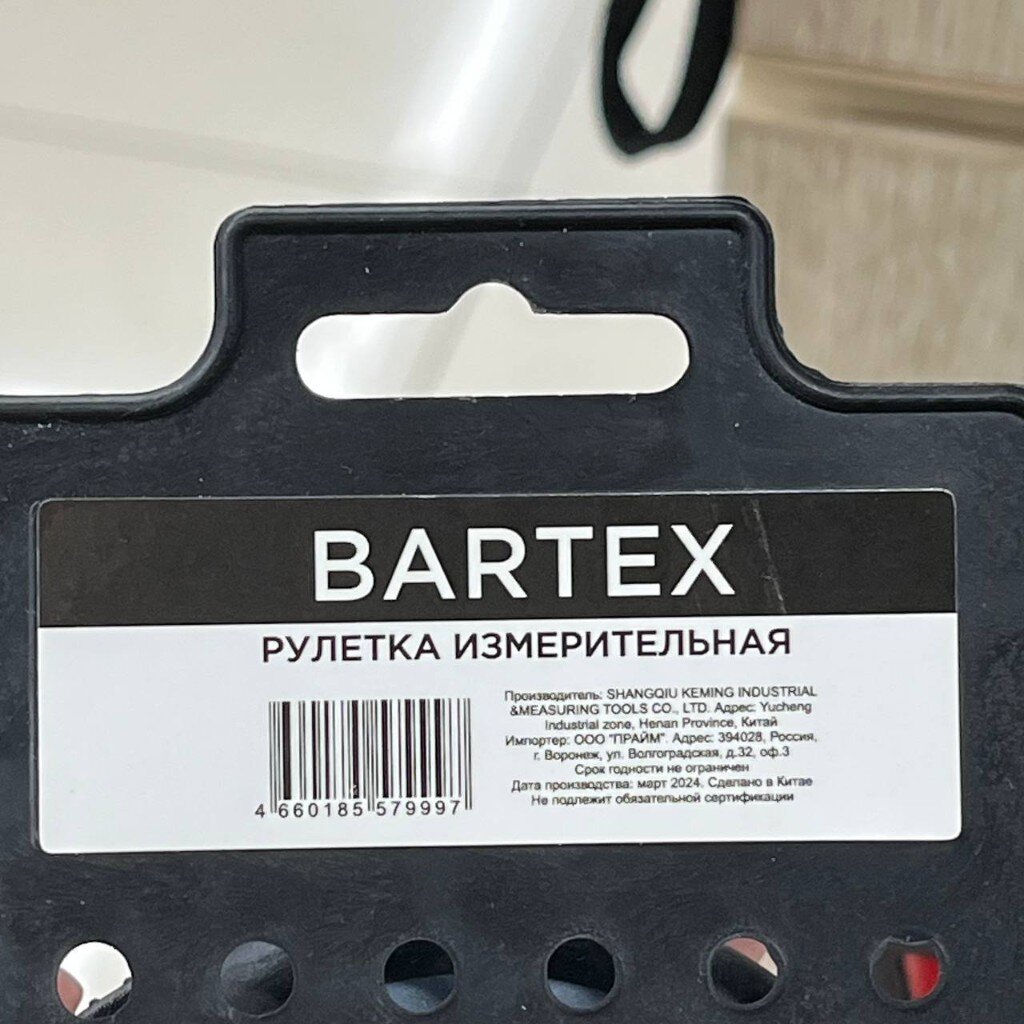 BARTEX
РУЛЕТКА ИЗМЕРИТЕЛЬНАЯ
Производитель: SHANGQIU KEMING INDUSTRIAL
&MEASURING TOOLS CO., LTD. Адрес: Yucheng
Industrial zone, Henan Province, Китай
Импортер: ООО "ПРАЙМ". Адрес: 394028, Россия,
г. Воронеж, ул. Волгоградская, д.32, оф.3
Срок годности не ограничен
Дата производства: март 2024. Сделано в Китае
Не подлежит обязательной сертификации
4 660185 579997